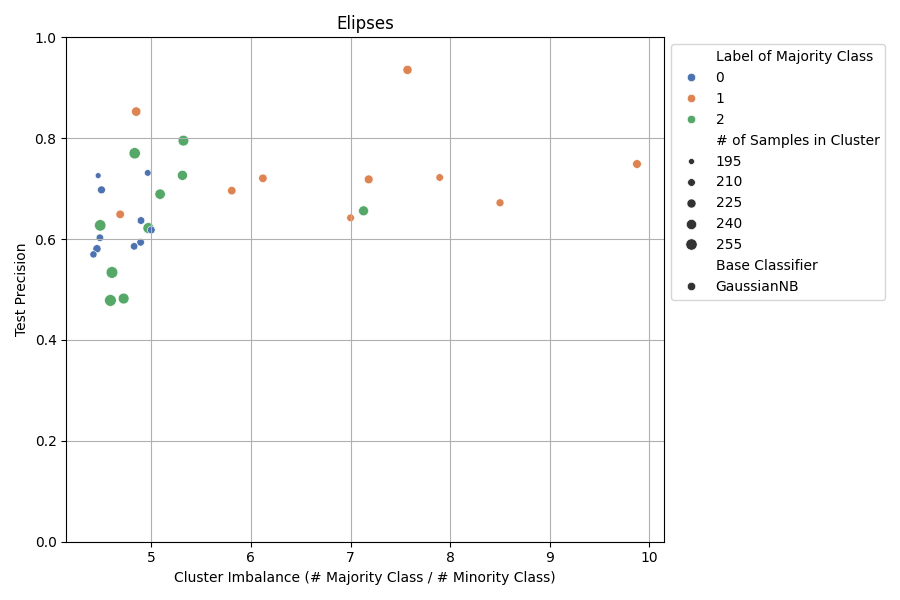 Elipses
Test Precision
1.0
0.8
0.6
0.4
0.2
0.0
5 6 7 8 9 10
Cluster Imbalance (# Majority Class / # Minority Class)
Label of Majority Class
0
1
2
# of Samples in Cluster
195
210
225
240
255
Base Classifier
GaussianNB